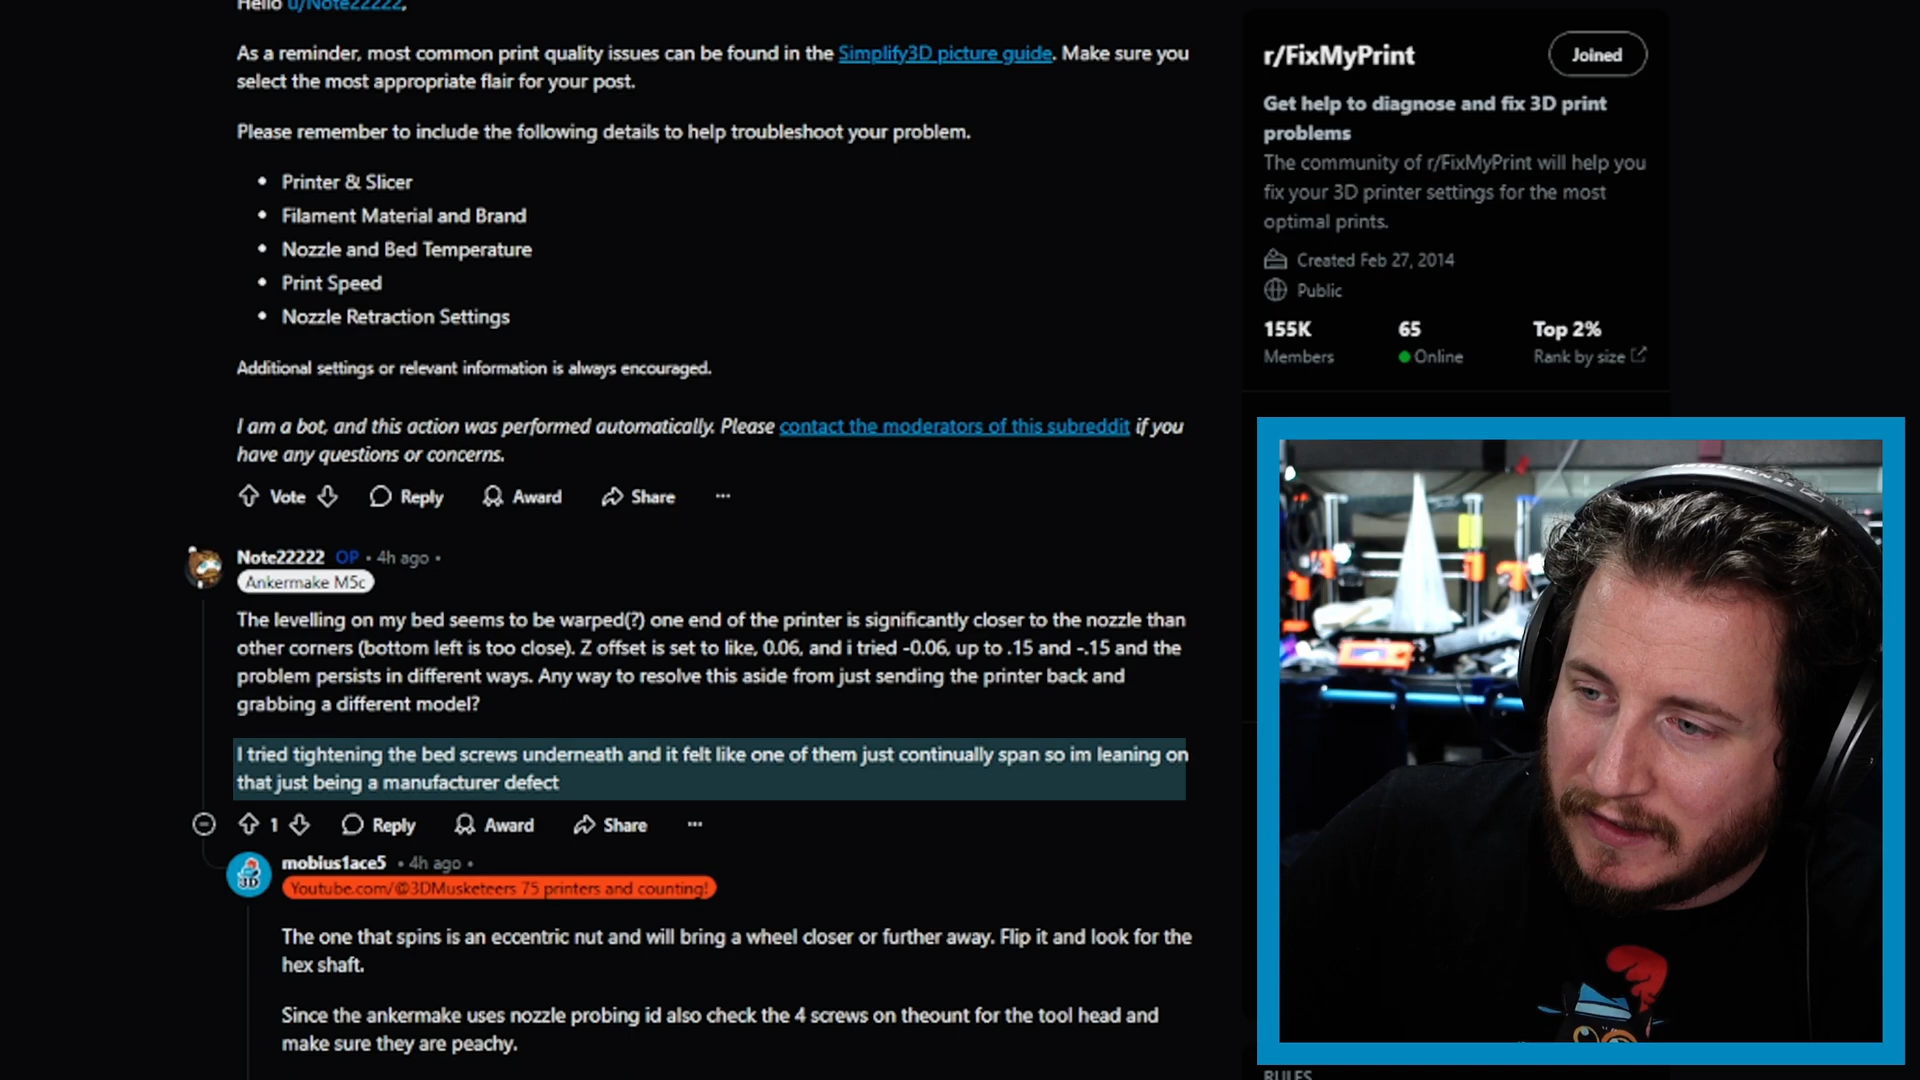 Hello u/Note22222,
As a reminder, most common print quality issues can be found in the Simplify3D picture guide. Make sure you
select the most appropriate flair for your post.
Please remember to include the following details to help troubleshoot your problem.
• Printer & Slicer
• Filament Material and Brand
• Nozzle and Bed Temperature
• Print Speed
• Nozzle Retraction Settings
Additional settings or relevant information is always encouraged.
I am a bot, and this action was performed automatically. Please contact the moderators of this subreddit if you
have any questions or concerns.
Vote Reply Award Share ...
Note22222 OP • 4h ago •
Ankermake M5c
The levelling on my bed seems to be warped(?) one end of the printer is significantly closer to the nozzle than
other corners (bottom left is too close). Z offset is set to like, 0.06, and i tried -0.06, up to .15 and -.15 and the
problem persists in different ways. Any way to resolve this aside from just sending the printer back and
grabbing a different model?
I tried tightening the bed screws underneath and it felt like one of them just continually span so im leaning on
that just being a manufacturer defect
1 Reply Award Share ...
3D
mobius1ace5 • 4h ago •
Youtube.com/@3DMusketeers 75 printers and counting!
The one that spins is an eccentric nut and will bring a wheel closer or further away. Flip it and look for the
hex shaft.
Since the ankermake uses nozzle probing id also check the 4 screws on theount for the tool head and
make sure they are peachy.
r/FixMyPrint Joined
Get help to diagnose and fix 3D print
problems
The community of r/FixMyPrint will help you
fix your 3D printer settings for the most
optimal prints.
Created Feb 27, 2014
Public
155K 65 Top 2%
Members Online Rank by size
RULES